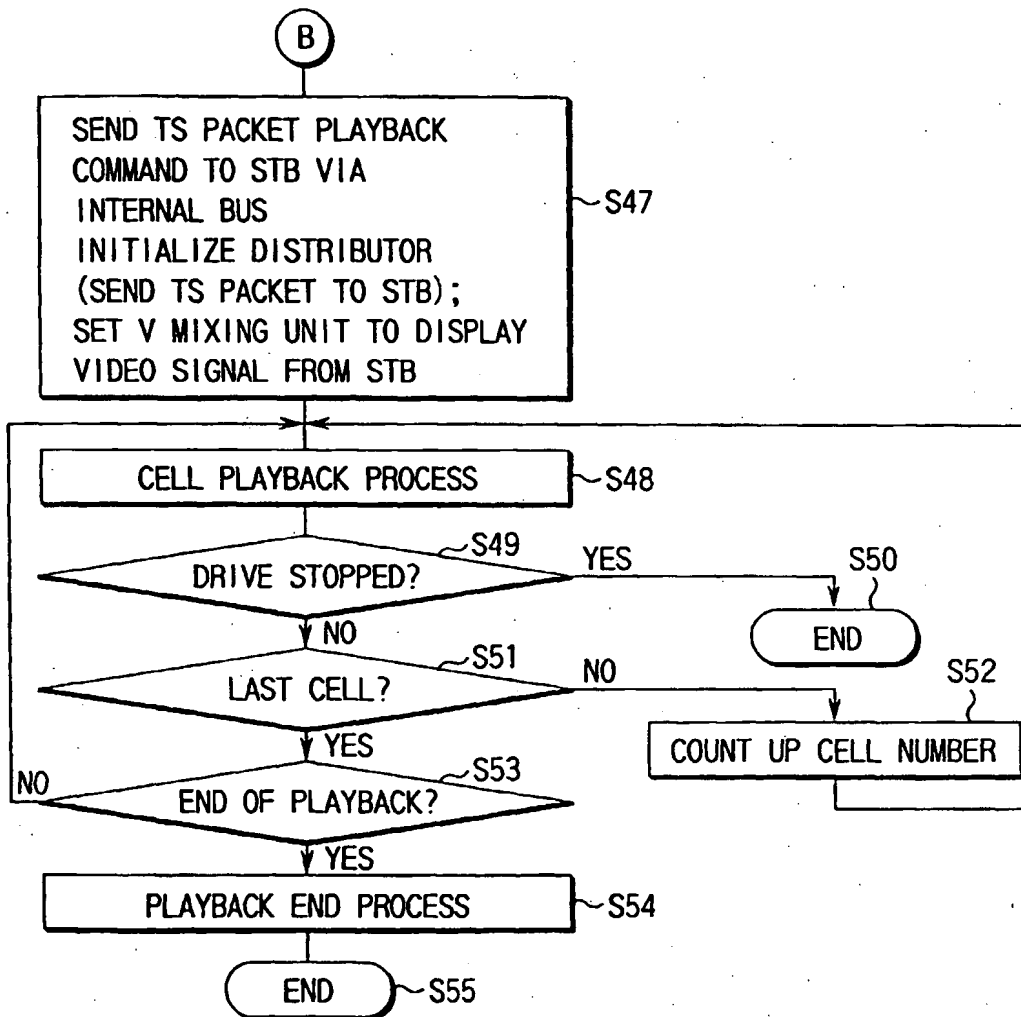 B
SEND TS PACKET PLAYBACK
COMMAND TO STB VIA
INTERNAL BUS
INITIALIZE DISTRIBUTOR
(SEND TS PACKET TO STB);
SET V MIXING UNIT TO DISPLAY
VIDEO SIGNAL FROM STB
S47
CELL PLAYBACK PROCESS
S48
S49
DRIVE STOPPED?
YES
S50
END
NO
S51
LAST CELL?
NO
S52
COUNT UP CELL NUMBER
YES
S53
NO
END OF PLAYBACK?
YES
PLAYBACK END PROCESS
S54
END
S55